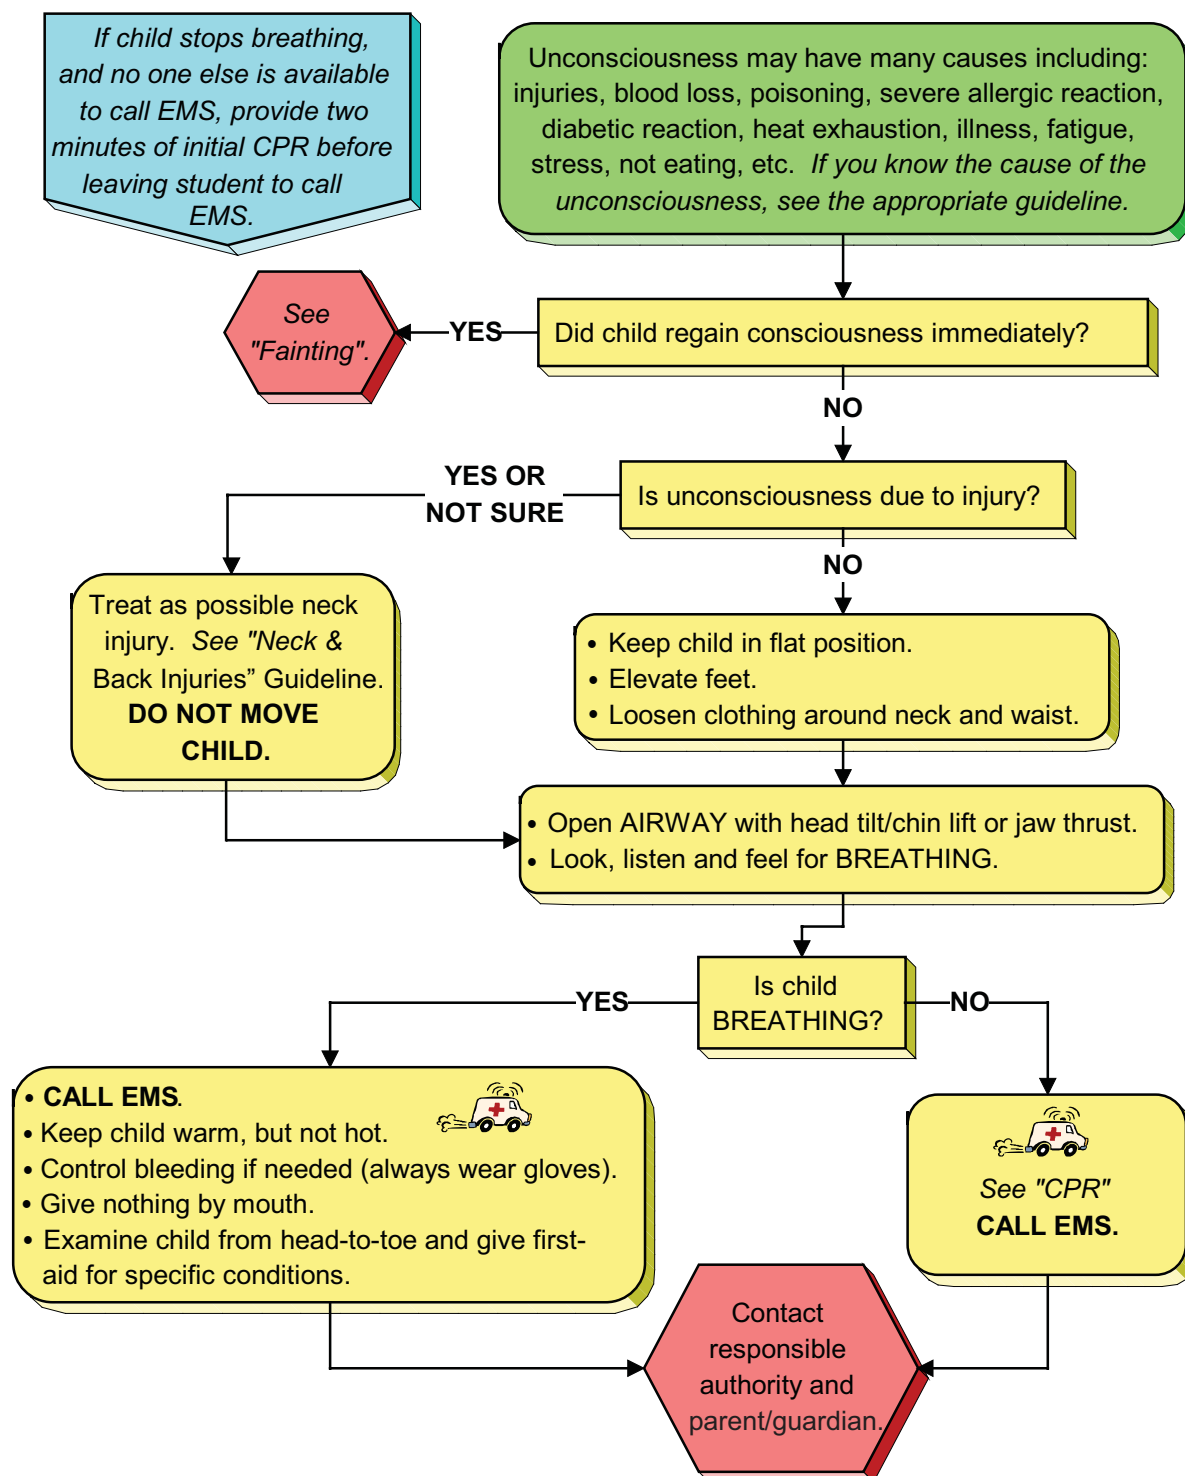 If child stops breathing,
and no one else is available
to call EMS, provide two
minutes of initial CPR before
leaving student to call
EMS.
Unconsciousness may have many causes including:
injuries, blood loss, poisoning, severe allergic reaction,
diabetic reaction, heat exhaustion, illness, fatigue,
stress, not eating, etc. If you know the cause of the
unconsciousness, see the appropriate guideline.
See
"Fainting".
YES
Did child regain consciousness immediately?
NO
YES OR
NOT SURE
Is unconsciousness due to injury?
NO
Treat as possible neck
injury. See "Neck &
Back Injuries” Guideline.
DO NOT MOVE
CHILD.
• Keep child in flat position.
• Elevate feet.
• Loosen clothing around neck and waist.
• Open AIRWAY with head tilt/chin lift or jaw thrust.
• Look, listen and feel for BREATHING.
Is child
BREATHING?
YES
NO
• CALL EMS.
• Keep child warm, but not hot.
• Control bleeding if needed (always wear gloves).
• Give nothing by mouth.
• Examine child from head-to-toe and give first-
aid for specific conditions.
See "CPR"
CALL EMS.
Contact
responsible
authority and
parent/guardian.